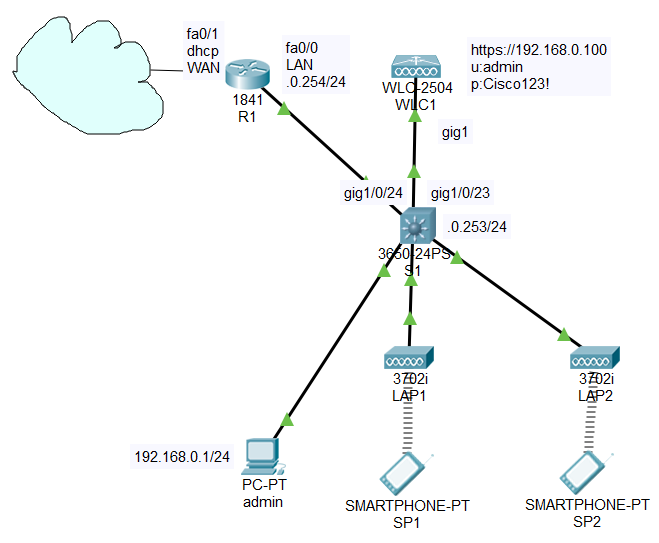 fa0/1
dhcp
WAN
fa0/0
LAN
.0.254/24
1841
R1
WLC-2504
WLC1
https://192.168.0.100
u:admin
p:Cisco123!
gig1
gig1/0/24
gig1/0/23
.0.253/24
3650-24PS
S1
3702i
LAP1
3702i
LAP2
192.168.0.1/24
PC-PT
admin
SMARTPHONE-PT
SP1
SMARTPHONE-PT
SP2